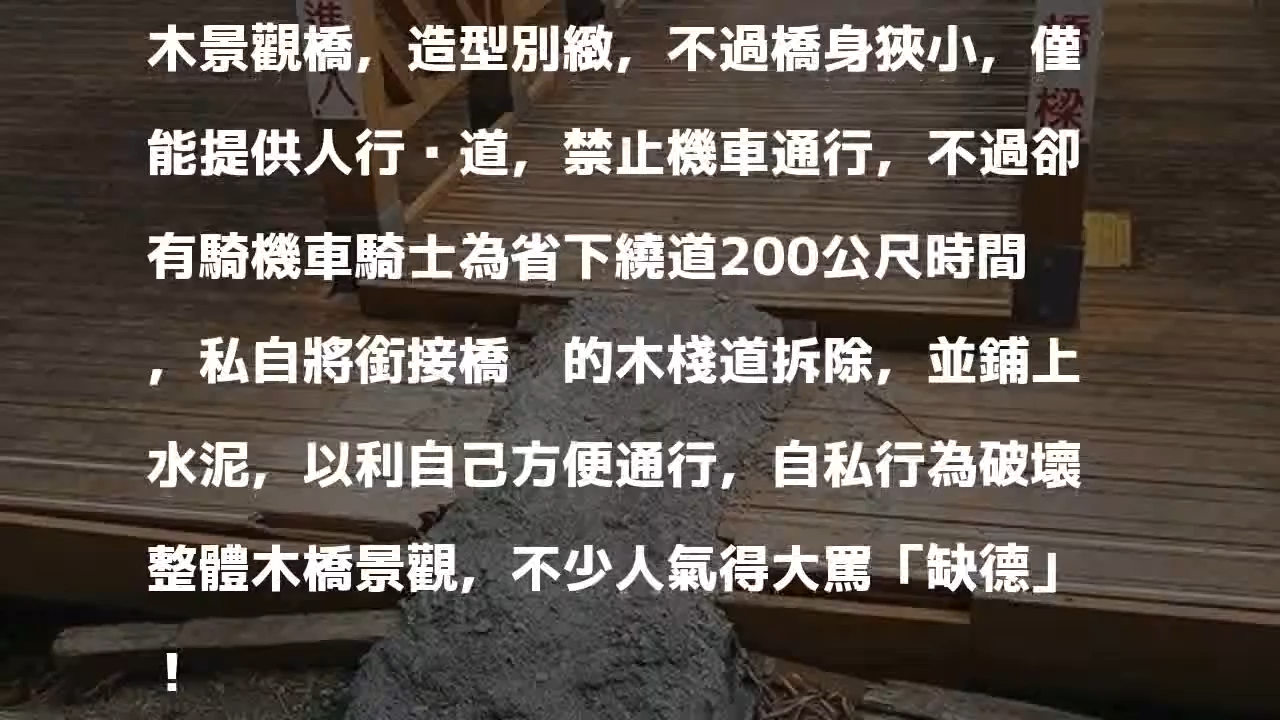 木景觀橋，造型別緻，不過橋身狹小，僅
能提供人行·道，禁止機車通行，不過卻
有騎機車騎士為省下繞道200公尺時間
，私自將銜接橋　的木棧道拆除，並鋪上
水泥，以利自己方便通行，自私行為破壞
整體木橋景觀，不少人氣得大罵「缺德」
！
進入
橋樑